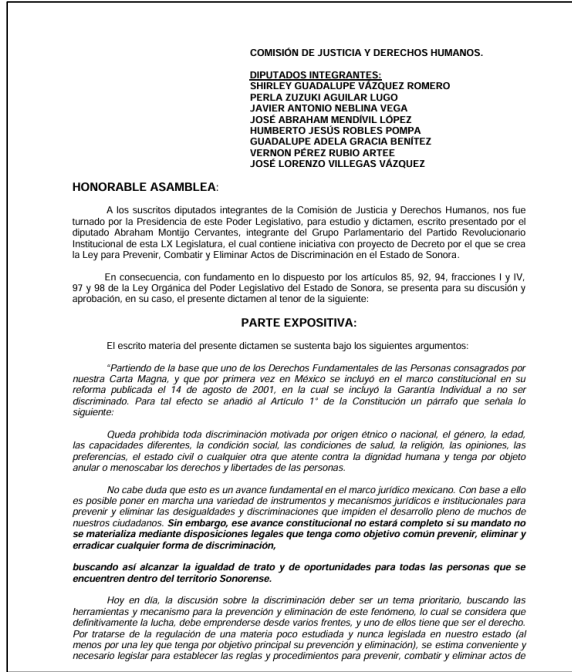 COMISIÓN DE JUSTICIA Y DERECHOS HUMANOS.
DIPUTADOS INTEGRANTES:
SHIRLEY GUADALUPE VÁZQUEZ ROMERO
PERLA ZUZUKI AGUILAR LUGO
JAVIER ANTONIO NEBLINA VEGA
JOSÉ ABRAHAM MENDÍVIL LÓPEZ
HUMBERTO JESÚS ROBLES POMPA
GUADALUPE ADELA GRACIA BENÍTEZ
VERNON PÉREZ RUBIO ARTEE
JOSÉ LORENZO VILLEGAS VÁZQUEZ
HONORABLE ASAMBLEA:
A los suscritos diputados integrantes de la Comisión de Justicia y Derechos Humanos, nos fue
turnado por la Presidencia de este Poder Legislativo, para estudio y dictamen, escrito presentado por el
diputado Abraham Montijo Cervantes, integrante del Grupo Parlamentario del Partido Revolucionario
Institucional de esta LX Legislatura, el cual contiene iniciativa con proyecto de Decreto por el que se crea
la Ley para Prevenir, Combatir y Eliminar Actos de Discriminación en el Estado de Sonora.
En consecuencia, con fundamento en lo dispuesto por los artículos 85, 92, 94, fracciones I y IV,
97 y 98 de la Ley Orgánica del Poder Legislativo del Estado de Sonora, se presenta para su discusión y
aprobación, en su caso, el presente dictamen al tenor de la siguiente:
PARTE EXPOSITIVA:
El escrito materia del presente dictamen se sustenta bajo los siguientes argumentos:
"Partiendo de la base que uno de los Derechos Fundamentales de las Personas consagrados por
nuestra Carta Magna, y que por primera vez en México se incluyó en el marco constitucional en su
reforma publicada el 14 de agosto de 2001, en la cual se incluyó la Garantía Individual a no ser
discriminado. Para tal efecto se añadió al Artículo 1° de la Constitución un párrafo que señala lo
siguiente:
Queda prohibida toda discriminación motivada por origen étnico o nacional, el género, la edad,
las capacidades diferentes, la condición social, las condiciones de salud, la religión, las opiniones, las
preferencias, el estado civil o cualquier otra que atente contra la dignidad humana y tenga por objeto
anular o menoscabar los derechos y libertades de las personas.
No cabe duda que esto es un avance fundamental en el marco jurídico mexicano. Con base a ello
es posible poner en marcha una variedad de instrumentos y mecanismos jurídicos e institucionales para
prevenir y eliminar las desigualdades y discriminaciones que impiden el desarrollo pleno de muchos de
nuestros ciudadanos. Sin embargo, ese avance constitucional no estará completo si su mandato no
se materializa mediante disposiciones legales que tenga como objetivo común prevenir, eliminar y
erradicar cualquier forma de discriminación,
buscando así alcanzar la igualdad de trato y de oportunidades para todas las personas que se
encuentren dentro del territorio Sonorense.
Hoy en día, la discusión sobre la discriminación deber ser un tema prioritario, buscando las
herramientas y mecanismo para la prevención y eliminación de este fenómeno, lo cual se considera que
definitivamente la lucha, debe emprenderse desde varios frentes, y uno de ellos tiene que ser el derecho.
Por tratarse de la regulación de una materia poco estudiada y nunca legislada en nuestro estado (al
menos por una ley que tenga por objetivo principal su prevención y eliminación), se estima conveniente y
necesario legislar para establecer las reglas y procedimientos para prevenir, combatir y eliminar actos de